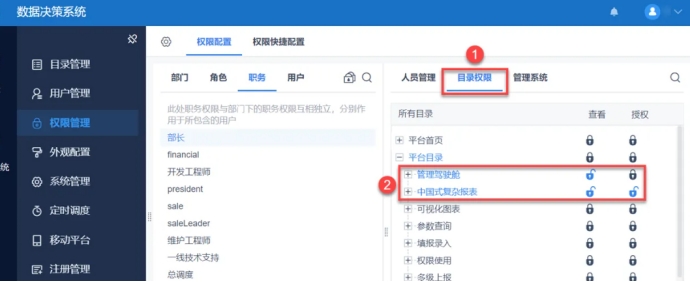 数据决策系统
权限配置 权限快捷配置
1
目录管理
用户管理
权限管理
外观配置
系统管理
定时调度
移动平台
注册管理
统
部门 角色 职务 用户
此处职务权限与部门下的职务权限互相独立，分别作
用于所包含的用户
部长
financial
开发工程师
president
sale
saleLeader
维护工程师
一线技术支持
总调度
人员管理 目录权限 管理系统
所有目录 查看 授权
平台首页
平台目录
2
管理驾驶舱
中国式复杂报表
可视化图表
参数查询
填报录入
权限使用
多级上报